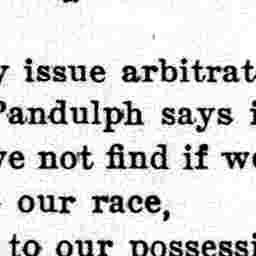 y issue arbitrat
Pandulph says i
ve not find if we
our race,
to our possessi